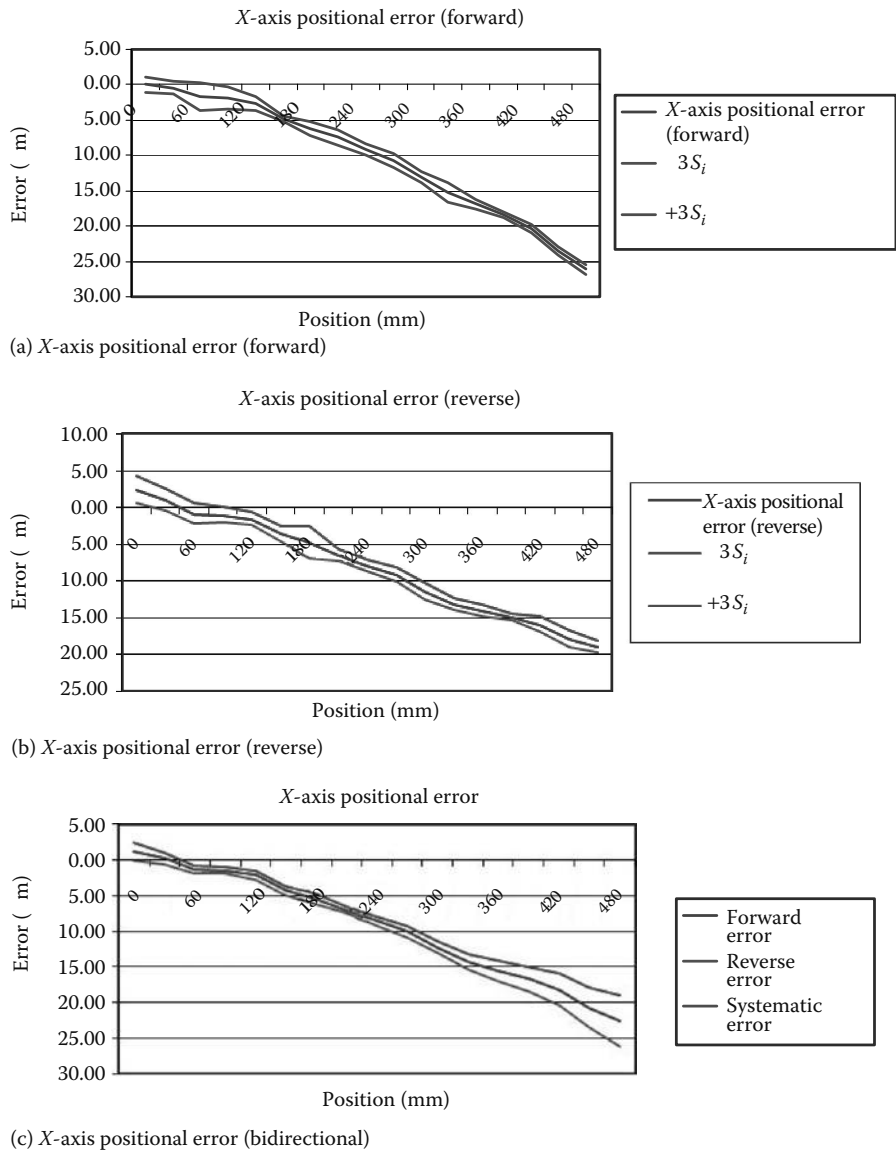 X-axis positional error (forward)
5.00
0.00
5.00
10.00
15.00
20.00
25.00
30.00
Error ( m)
0
60
120
180
240
300
360
420
480
Position (mm)
X-axis positional
error
(forward)
3Si
+3Si
(a) X-axis positional error (forward)
X-axis positional error (reverse)
10.00
5.00
0.00
5.00
10.00
15.00
20.00
25.00
Error ( m)
0
60
120
180
240
300
360
420
480
Position (mm)
X-axis positional
error (reverse)
3Si
+3Si
(b) X-axis positional error (reverse)
X-axis positional error
5.00
0.00
5.00
10.00
15.00
20.00
25.00
30.00
Error ( m)
0
60
120
180
240
300
360
420
480
Position (mm)
Forward
error
Reverse
error
Systematic
error
(c) X-axis positional error (bidirectional)